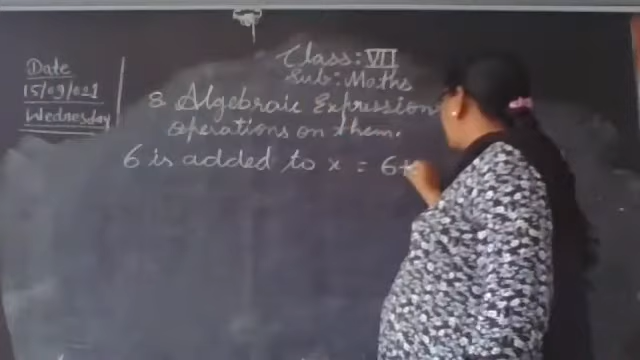 Date
15/09/021
Wednesday
Class: VII
Sub: Maths
8 Algebraic Expression
operations on them.
6 is added to x = 6+